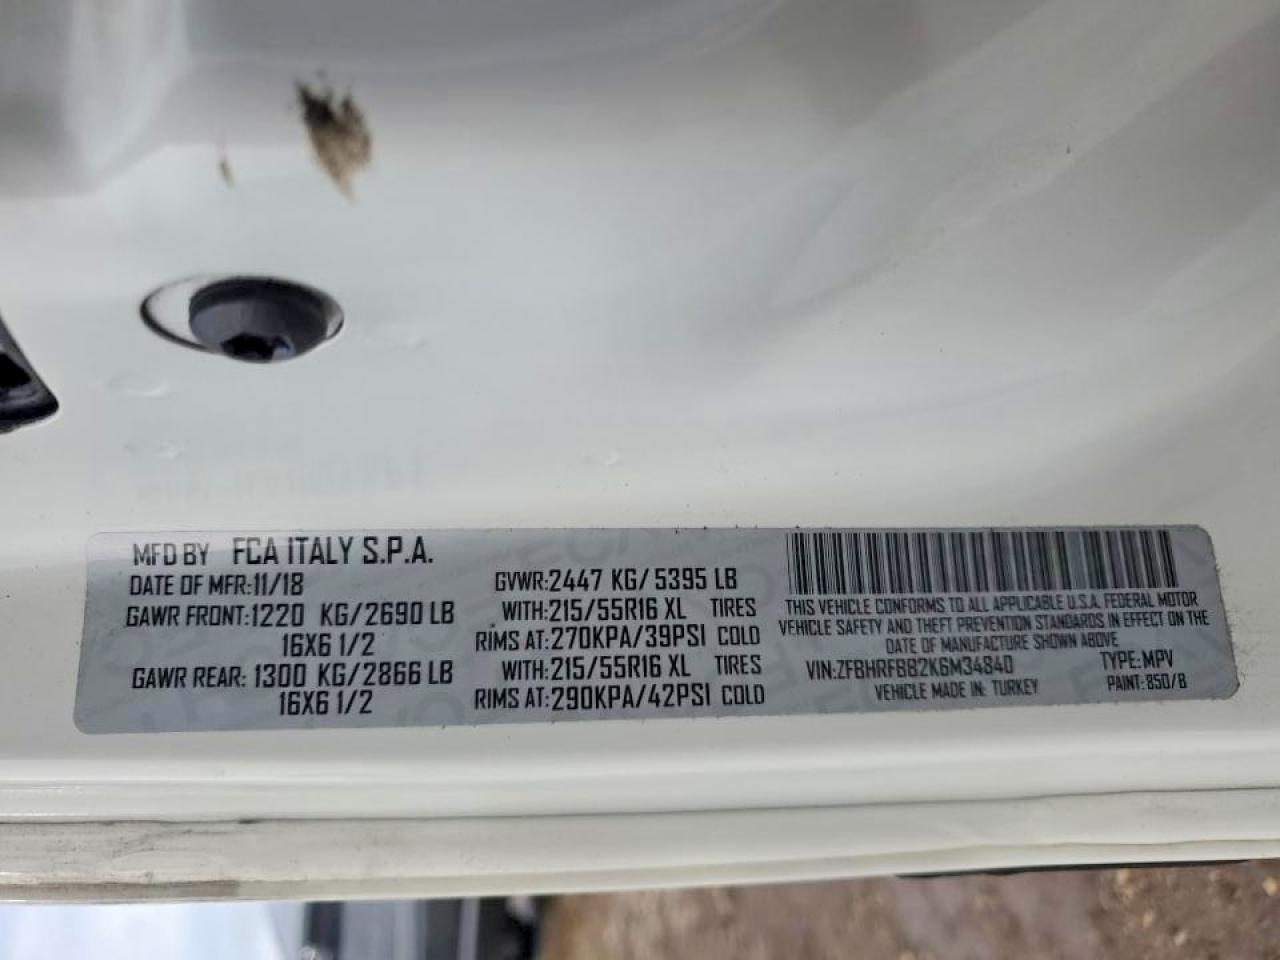 MFD BY FCA ITALY S.P.A.
DATE OF MFR:11/18
GAWR FRONT:1220 KG/2690 LB
16X6 1/2
GAWR REAR: 1300 KG/2866 LB
16X6 1/2
GVWR:2447 KG/5395 LB
WITH:215/55R16 XL TIRES
RIMS AT:270KPA/39PSI COLD
WITH:215/55R16 XL TIRES
RIMS AT:290KPA/42PSI COLD
THIS VEHICLE CONFORMS TO ALL APPLICABLE U.S.A. FEDERAL MOTOR
VEHICLE SAFETY AND THEFT PREVENTION STANDARDS IN EFFECT ON THE
DATE OF MANUFACTURE SHOWN ABOVE
VIN:ZFBHRFBB2K6M34840 TYPE:MPV
VEHICLE MADE IN: TURKEY PAINT: 850/B